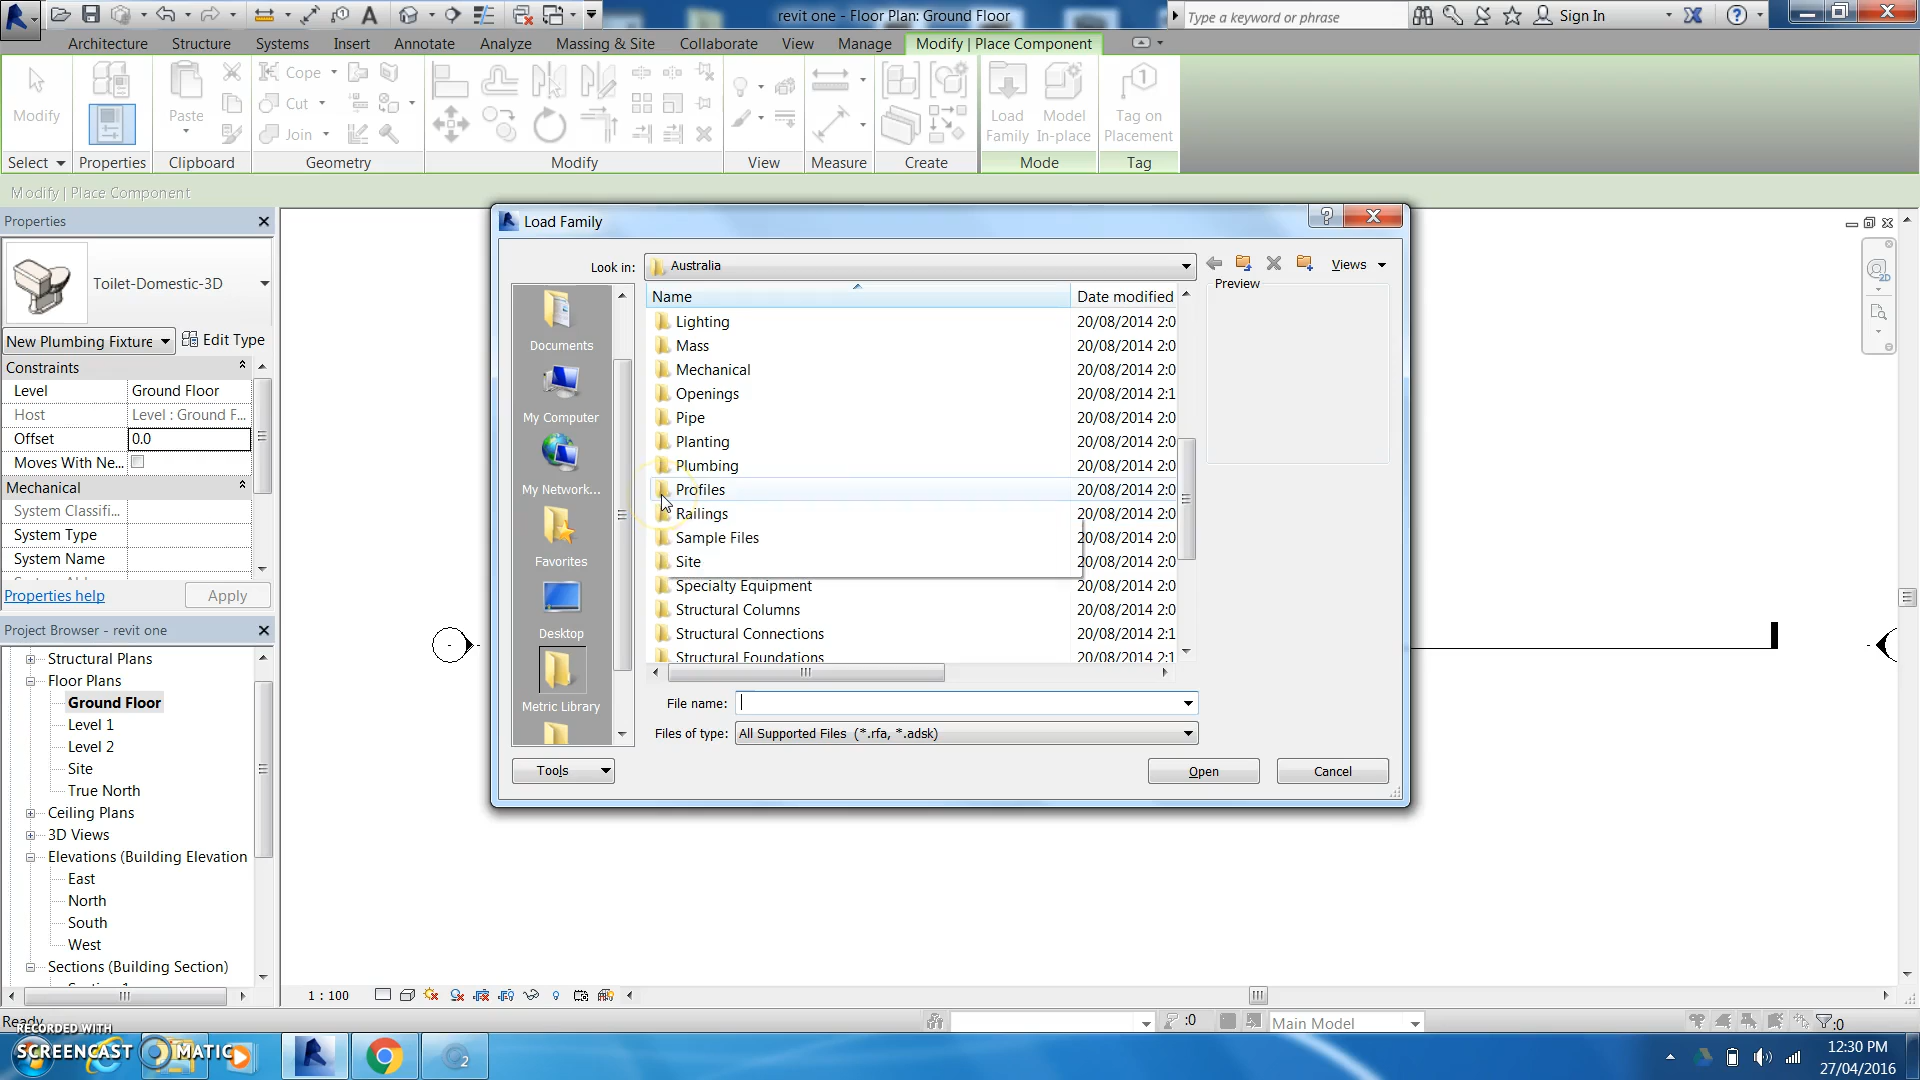 revit one - Floor Plan: Ground Floor
Type a keyword or phrase
Sign In
Architecture Structure Systems Insert Annotate Analyze Massing & Site Collaborate View Manage Modify | Place Component
Modify
Paste
Cope
Cut
Join
Load Family
Model In-place
Tag on Placement
Select Properties Clipboard Geometry Modify View Measure Create Mode Tag
Modify | Place Component
Properties
Toilet-Domestic-3D
New Plumbing Fixture
Edit Type
Constraints
Level Ground Floor
Host Level : Ground F...
Offset 0.0
Moves With Ne...
Mechanical
System Classifi...
System Type
System Name
Properties help
Apply
Project Browser - revit one
Structural Plans
Floor Plans
Ground Floor
Level 1
Level 2
Site
True North
Ceiling Plans
3D Views
Elevations (Building Elevation
East
North
South
West
Sections (Building Section)
Load Family
Look in: Australia
Views
Preview
Documents
My Computer
My Network...
Favorites
Desktop
Metric Library
Name Date modified
Lighting 20/08/2014 2:0
Mass 20/08/2014 2:0
Mechanical 20/08/2014 2:0
Openings 20/08/2014 2:1
Pipe 20/08/2014 2:0
Planting 20/08/2014 2:0
Plumbing 20/08/2014 2:0
Profiles 20/08/2014 2:0
Railings 20/08/2014 2:0
Sample Files 20/08/2014 2:0
Site 20/08/2014 2:0
Specialty Equipment 20/08/2014 2:0
Structural Columns 20/08/2014 2:0
Structural Connections 20/08/2014 2:1
Structural Foundations 20/08/2014 2:1
File name:
Files of type: All Supported Files (*.rfa, *.adsk)
Tools
Open
Cancel
1 : 100
Ready
:0
Main Model
:0
RECORDED WITH
SCREENCAST MATIC
12:30 PM
27/04/2016